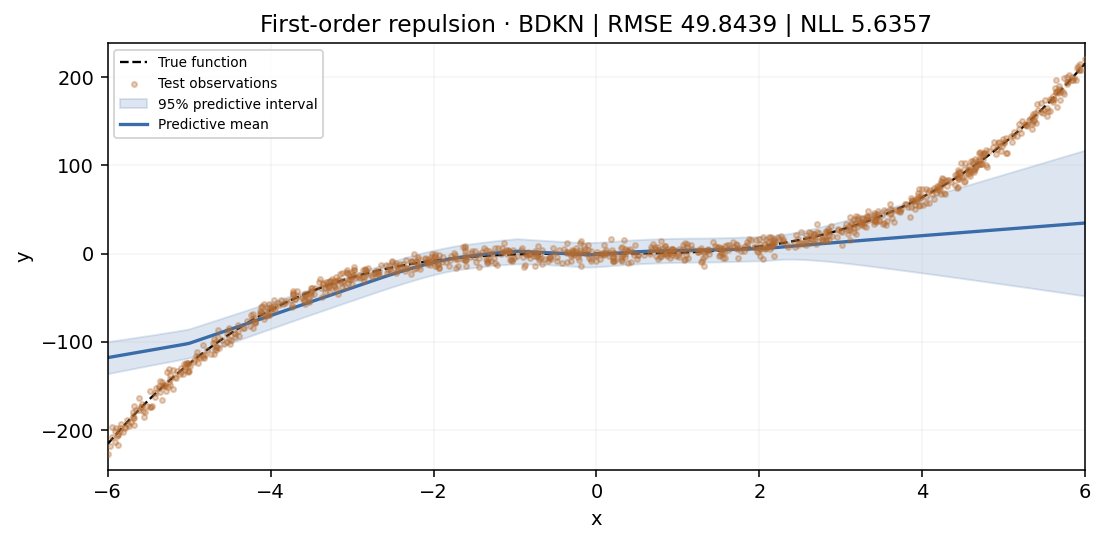 First-order repulsion · BDKN | RMSE 49.8439 | NLL 5.6357
True function
Test observations
95% predictive interval
Predictive mean
y
200
100
0
−100
−200
−6
−4
−2
0
2
4
6
x